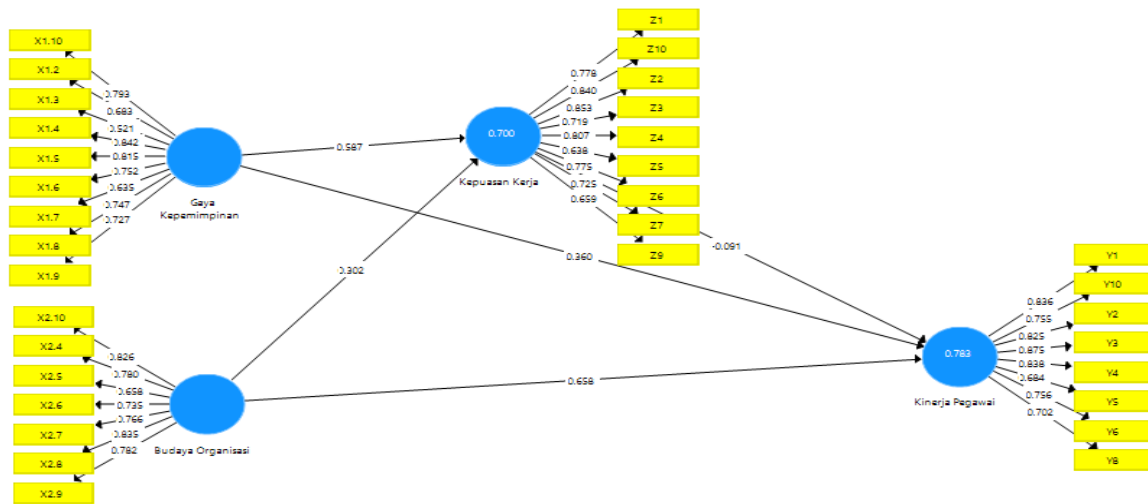 X1.10
X1.2
X1.3
X1.4
X1.5
X1.6
X1.7
X1.8
X1.9
0.793
0.683
0.521
0.842
0.815
0.752
0.635
0.747
0.727
Gaya
Kepemimpinan
X2.10
X2.4
X2.5
X2.6
X2.7
X2.8
X2.9
0.826
0.780
0.658
0.735
0.766
0.835
0.782
Budaya Organisasi
0.587
0.302
0.360
0.658
0.700
Kepuasan Kerja
0.778
0.840
0.853
0.719
0.807
0.638
0.775
0.725
0.659
Z1
Z10
Z2
Z3
Z4
Z5
Z6
Z7
Z9
-0.091
0.783
Kinerja Pegawai
0.836
0.755
0.825
0.875
0.838
0.684
0.756
0.702
Y1
Y10
Y2
Y3
Y4
Y5
Y6
Y8